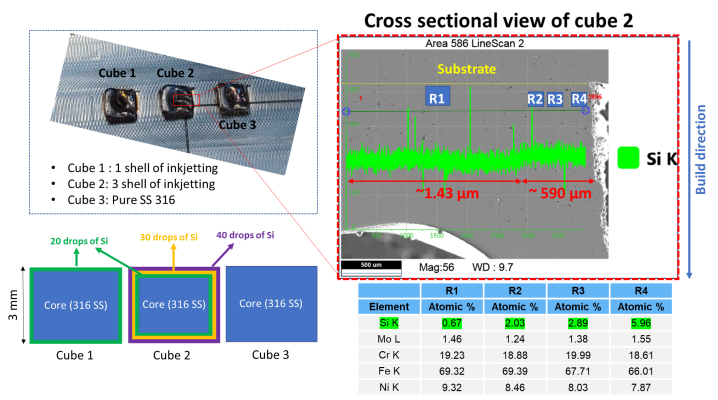 Cross sectional view of cube 2
Cube 1
Cube 2
Cube 3
• Cube 1 : 1 shell of inkjetting
• Cube 2: 3 shell of inkjetting
• Cube 3: Pure SS 316
Area 586 LineScan 2
Substrate
R1
R2
R3
R4
~1.43 µm
~ 590 µm
1500
500 um
Mag:56
WD : 9.7
Si K
Build direction
20 drops of Si
30 drops of Si
40 drops of Si
3 mm
Core (316 SS)
Core (316 SS)
Core (316 SS)
Cube 1
Cube 2
Cube 3
R1 R2 R3 R4
Element Atomic % Atomic % Atomic % Atomic %
Si K 0.67 2.03 2.89 5.96
Mo L 1.46 1.24 1.38 1.55
Cr K 19.23 18.88 19.99 18.61
Fe K 69.32 69.39 67.71 66.01
Ni K 9.32 8.46 8.03 7.87